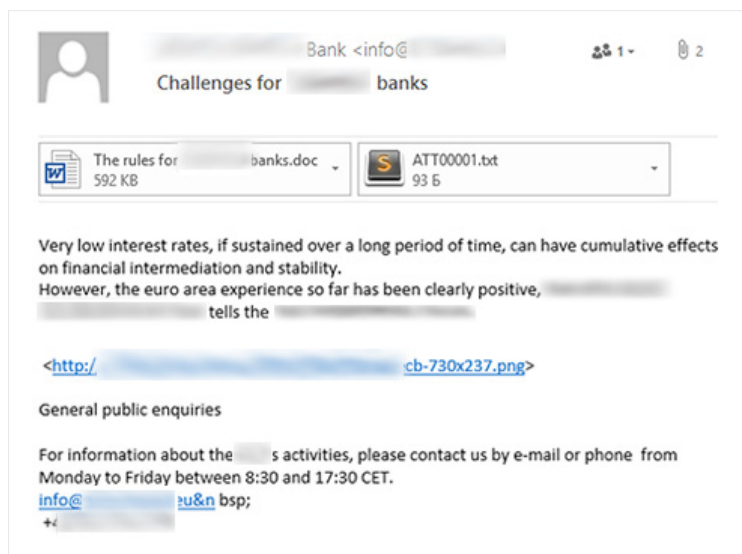 Bank <info@
1
2
Challenges for banks
The rules for banks.doc
592 KB
ATT00001.txt
93 Б
Very low interest rates, if sustained over a long period of time, can have cumulative effects
on financial intermediation and stability.
However, the euro area experience so far has been clearly positive,
tells the
<http:/ cb-730x237.png>
General public enquiries
For information about the s activities, please contact us by e-mail or phone from
Monday to Friday between 8:30 and 17:30 CET.
info@ eu&n bsp;
+4